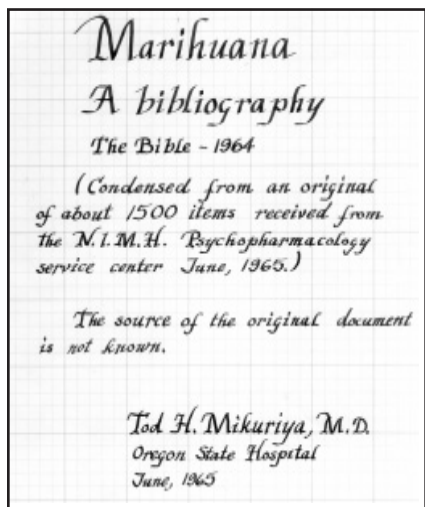 Marihuana
A bibliography
The Bible - 1964
(Condensed from an original
of about 1500 items received from
the N.I.M.H. Psychopharmacology
service center June, 1965.)
The source of the original document
is not known.
Tod H. Mikuriya, M.D.
Oregon State Hospital
June, 1965